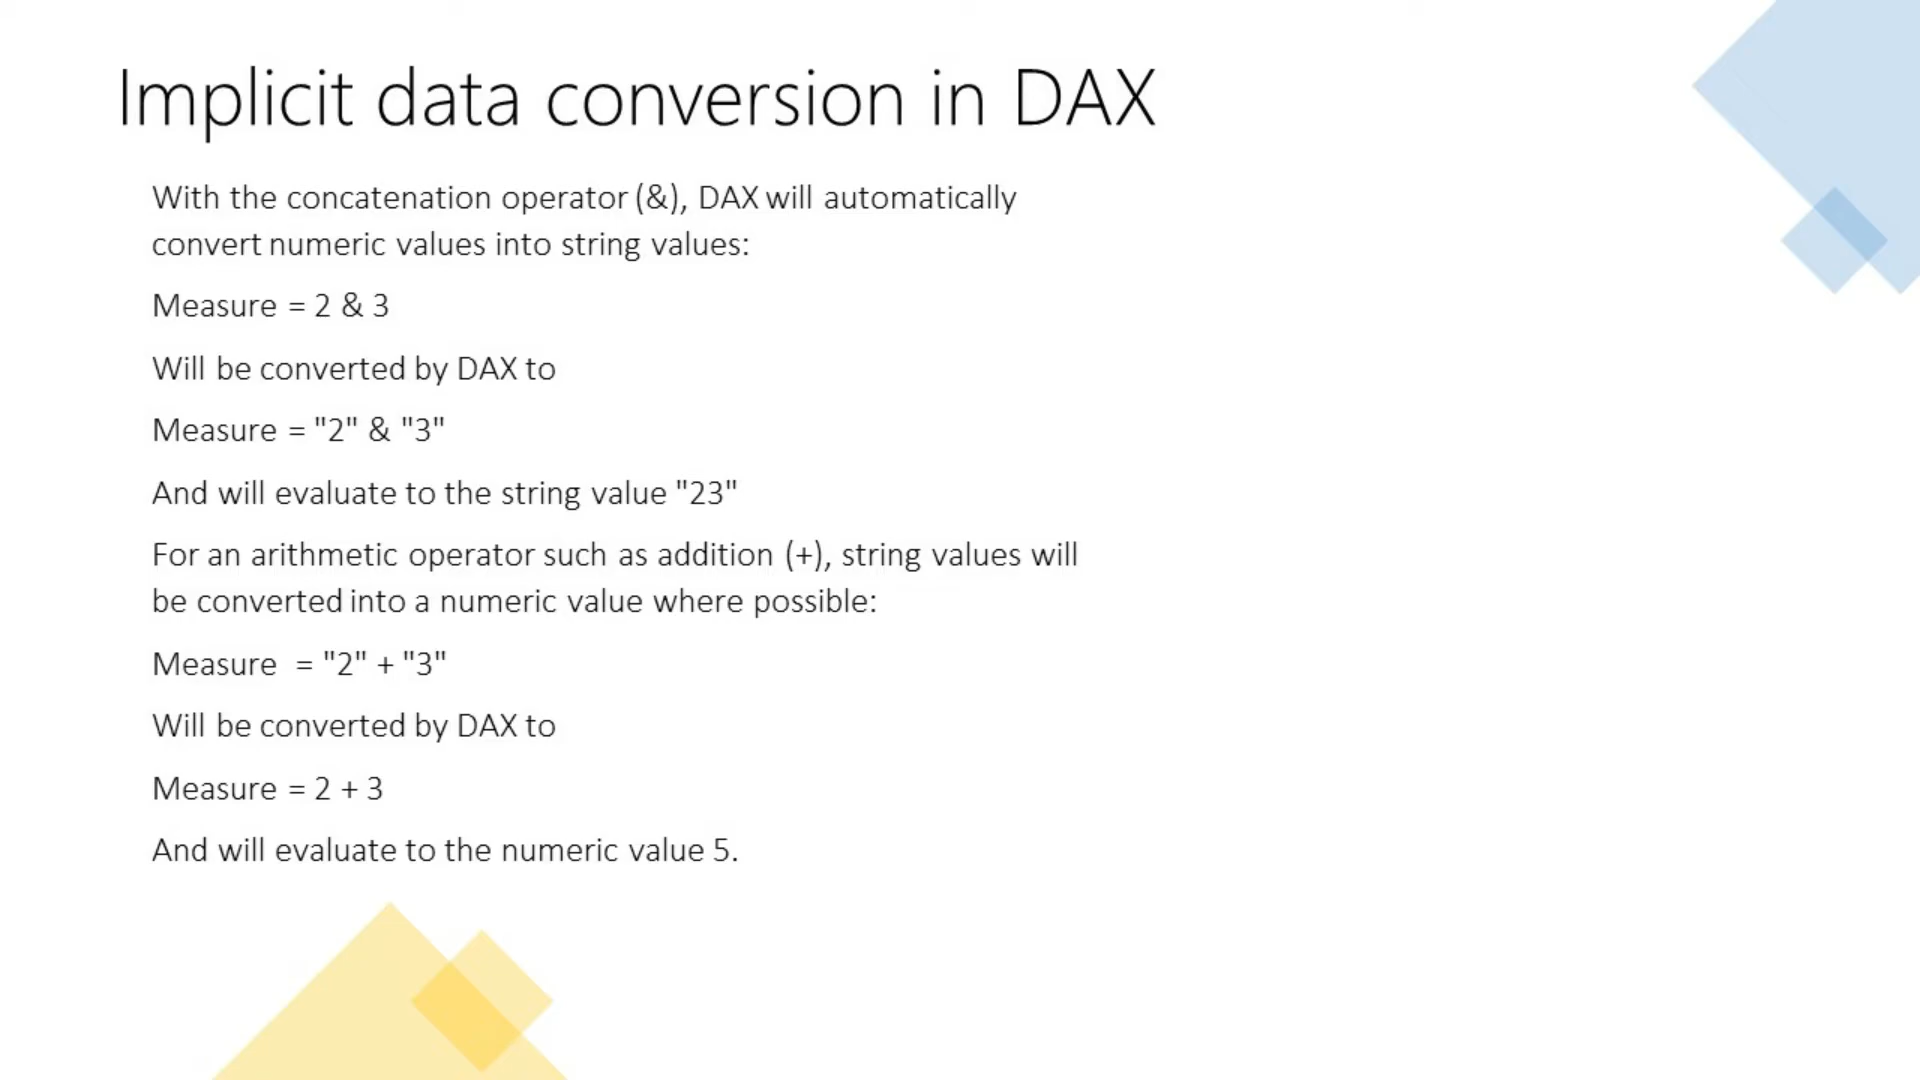 Implicit data conversion in DAX
With the concatenation operator (&), DAX will automatically
convert numeric values into string values:
Measure = 2 & 3
Will be converted by DAX to
Measure = "2" & "3"
And will evaluate to the string value "23"
For an arithmetic operator such as addition (+), string values will
be converted into a numeric value where possible:
Measure  = "2" + "3"
Will be converted by DAX to
Measure = 2 + 3
And will evaluate to the numeric value 5.